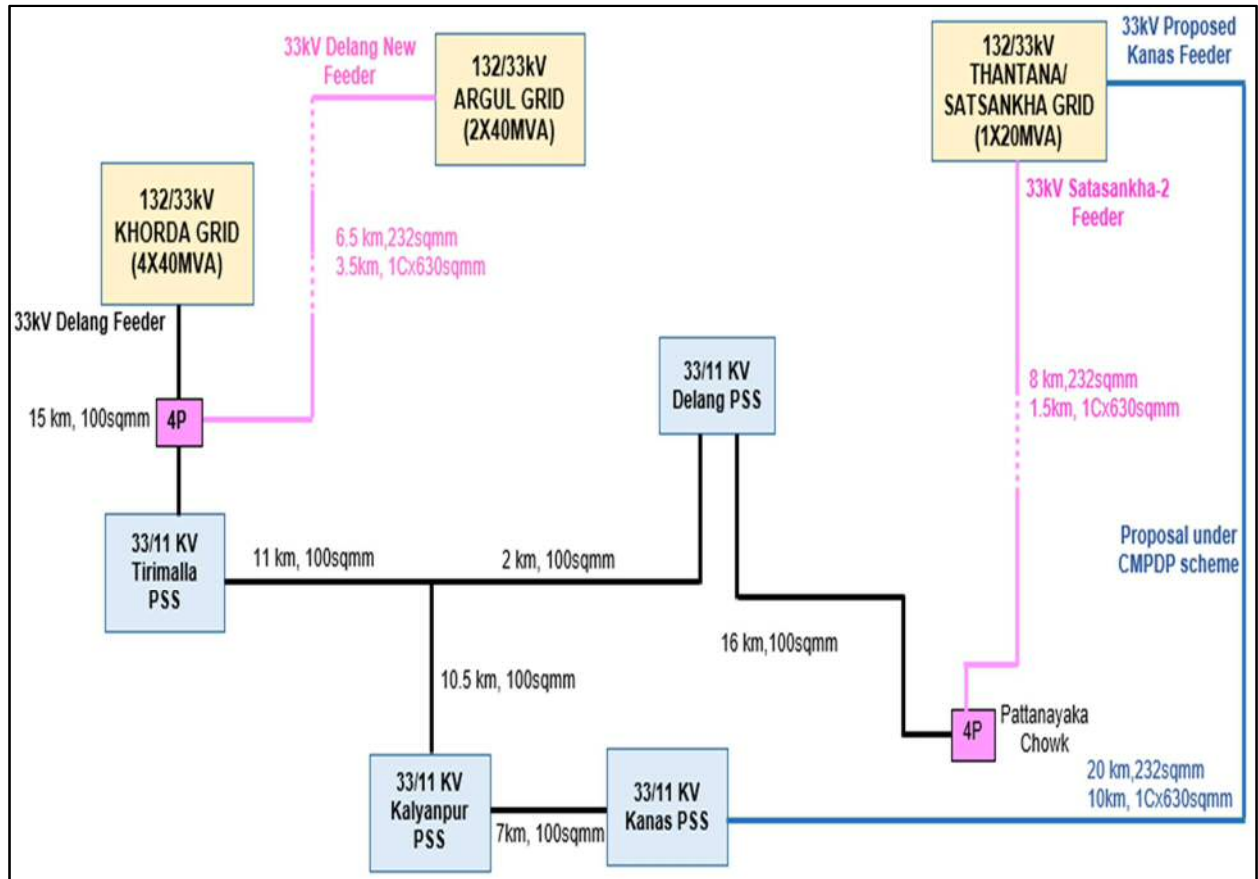 33kV Delang New
Feeder
132/33kV
ARGUL GRID
(2X40MVA)
132/33kV
THANTANA/
SATSANKHA GRID
(1X20MVA)
33kV Proposed
Kanas Feeder
132/33kV
KHORDA GRID
(4X40MVA)
33kV Satasankha-2
Feeder
6.5 km,232sqmm
3.5km, 1Cx630sqmm
33kV Delang Feeder
33/11 KV
Delang PSS
8 km,232sqmm
1.5km, 1Cx630sqmm
15 km, 100sqmm
4P
33/11 KV
Tirimalla
PSS
11 km, 100sqmm
2 km, 100sqmm
Proposal under
CMPDP scheme
16 km,100sqmm
10.5 km, 100sqmm
4P
Pattanayaka
Chowk
33/11 KV
Kalyanpur
PSS
7km, 100sqmm
33/11 KV
Kanas PSS
20 km,232sqmm
10km, 1Cx630sqmm